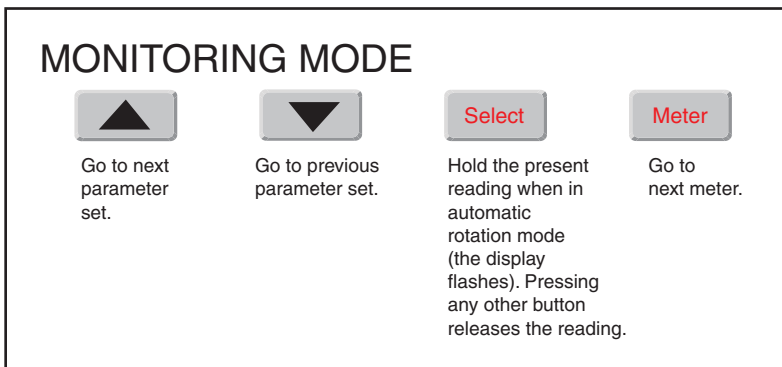 MONITORING MODE
Select
Meter
Go to next
parameter
set.
Go to previous
parameter set.
Hold the present
reading when in
automatic
rotation mode
(the display
flashes). Pressing
any other button
releases the reading.
Go to
next meter.